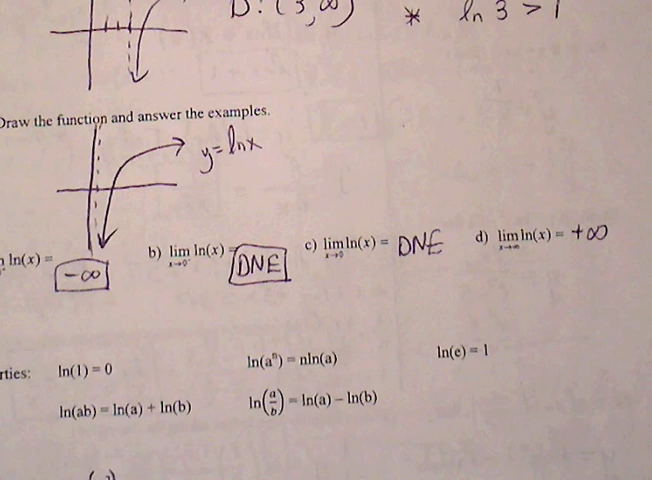 D: (3, ∞) * ln 3 > 1
Draw the function and answer the examples.
y = lnx
ln(x) = -∞ b) lim x→0⁻ ln(x) = DNE c) lim x→0 ln(x) = DNE d) lim x→∞ ln(x) = +∞
rties: ln(1) = 0 ln(aⁿ) = nln(a) ln(e) = 1
ln(ab) = ln(a) + ln(b) ln(a/b) = ln(a) – ln(b)